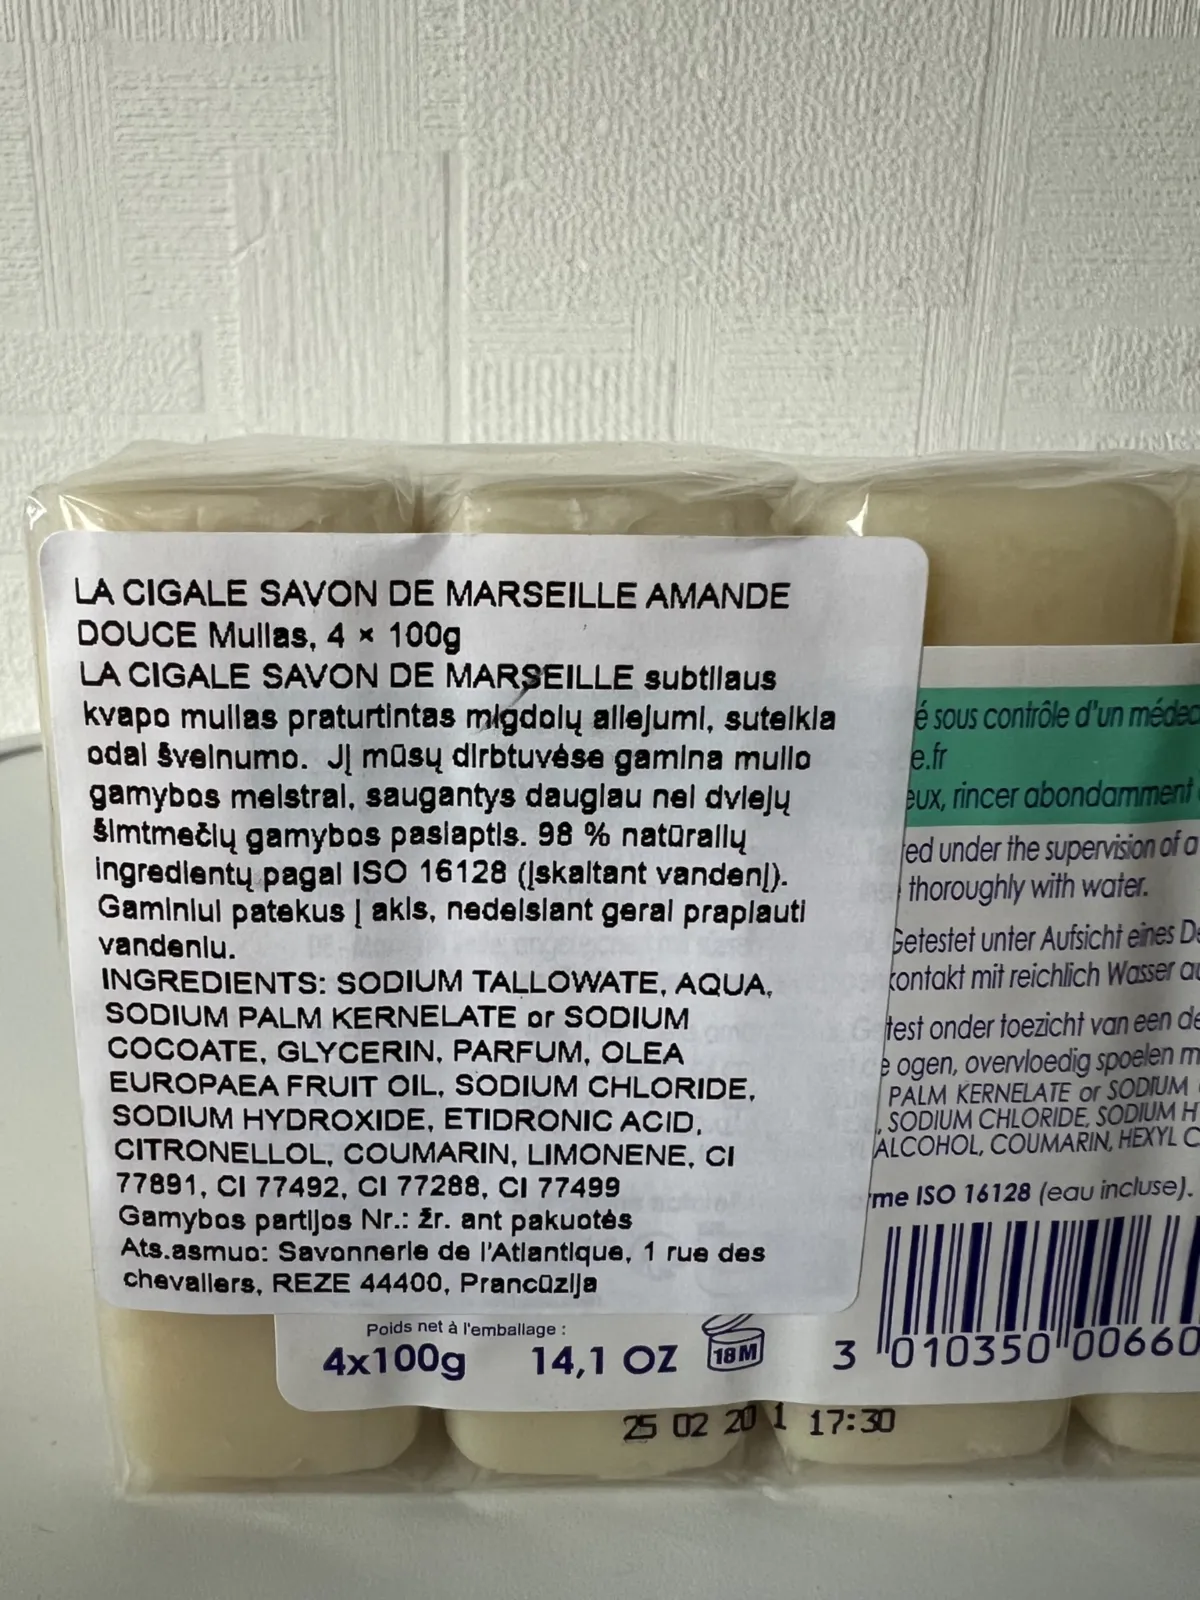 LA CIGALE SAVON DE MARSEILLE AMANDE
DOUCE Muilas, 4 × 100g
LA CIGALE SAVON DE MARSEILLE subtilaus
kvapo muilas praturtintas migdolų aliejumi, suteikia
odai švelnumo. Jį mūsų dirbtuvėse gamina muilo
gamybos meistrai, saugantys daugiau nei dviejų
šimtmečių gamybos paslaptis. 98 % natūralių
ingredientų pagal ISO 16128 (įskaitant vandenį).
Gaminiui patekus į akis, nedelsiant gerai praplauti
vandeniu.
INGREDIENTS: SODIUM TALLOWATE, AQUA,
SODIUM PALM KERNELATE or SODIUM
COCOATE, GLYCERIN, PARFUM, OLEA
EUROPAEA FRUIT OIL, SODIUM CHLORIDE,
SODIUM HYDROXIDE, ETIDRONIC ACID,
CITRONELLOL, COUMARIN, LIMONENE, CI
77891, CI 77492, CI 77288, CI 77499
Gamybos partijos Nr.: žr. ant pakuotės
Ats.asmuo: Savonnerie de l'Atlantique, 1 rue des
chevaliers, REZE 44400, Prancūzija
é sous contrôle d'un médec
e.fr
eux, rincer abondamment
ed under the supervision of a
thoroughly with water.
Getestet unter Aufsicht eines De
kontakt mit reichlich Wasser au
test onder toezicht van een de
e ogen, overvloedig spoelen m
PALM KERNELATE or SODIUM
, SODIUM CHLORIDE, SODIUM H
ALCOHOL, COUMARIN, HEXYL C
rme ISO 16128 (eau incluse).
Poids net à l'emballage :
4x100g 14,1 OZ 18M
3 010350 00660
25 02 20 1 17:30